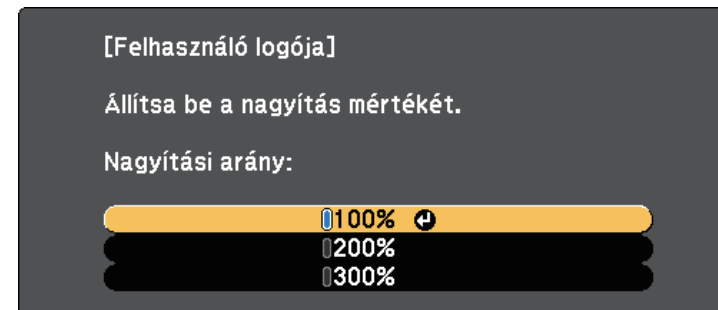 [Felhasználó logója]
Állítsa be a nagyítás mértékét.
Nagyítási arány:
100%
200%
300%